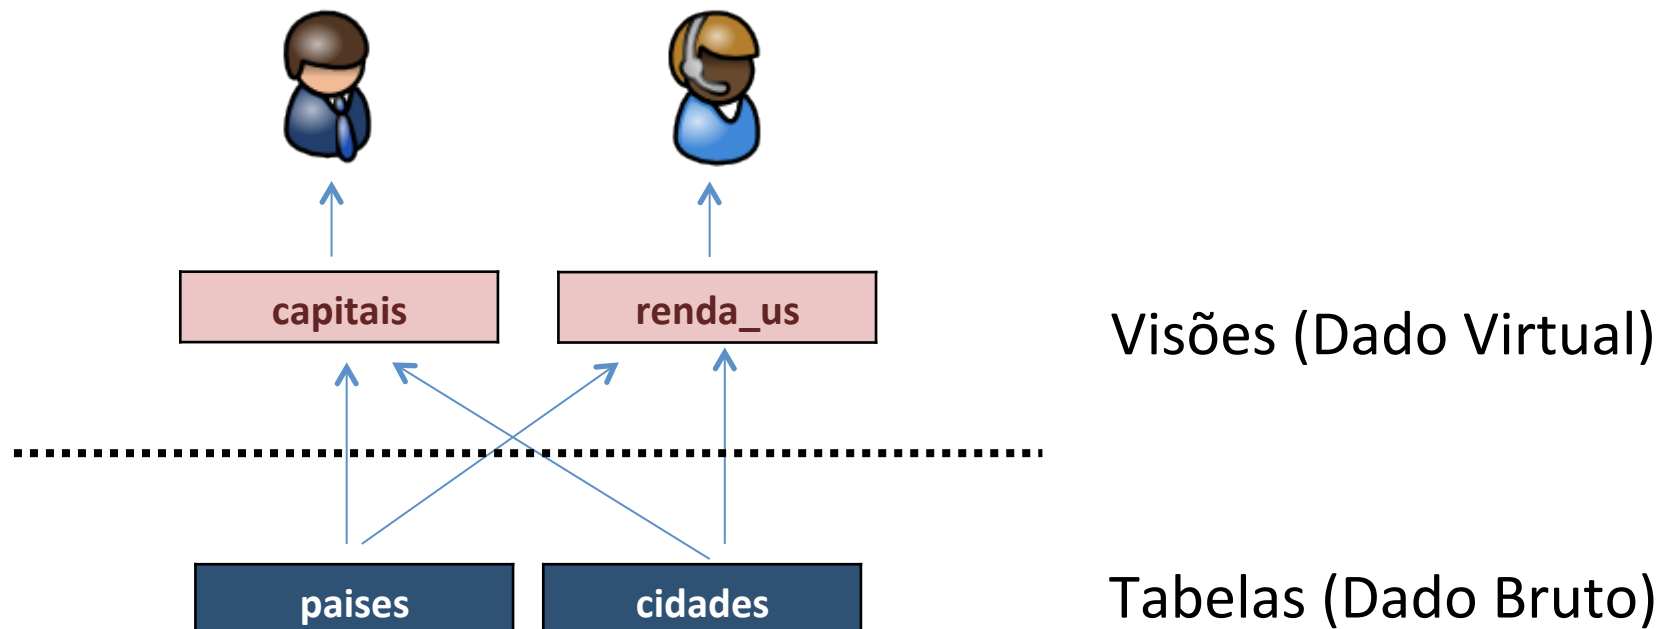 capitais
renda_us
Visões (Dado Virtual)
paises
cidades
Tabelas (Dado Bruto)